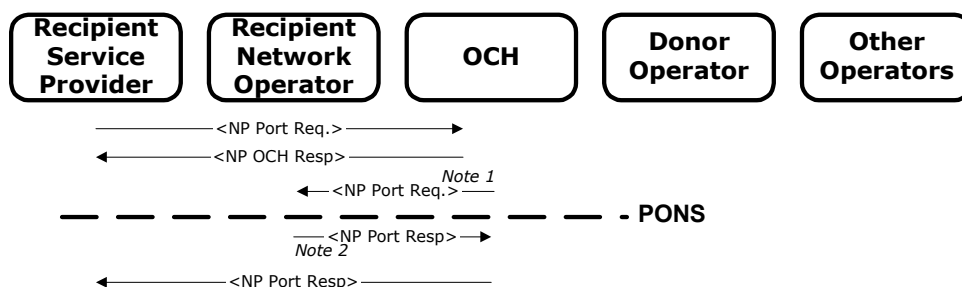 Recipient
Service
Provider
Recipient
Network
Operator
OCH
Donor
Operator
Other
Operators
<NP Port Req.>
<NP OCH Resp>
Note 1
<NP Port Req.>
PONS
<NP Port Resp>
Note 2
<NP Port Resp>